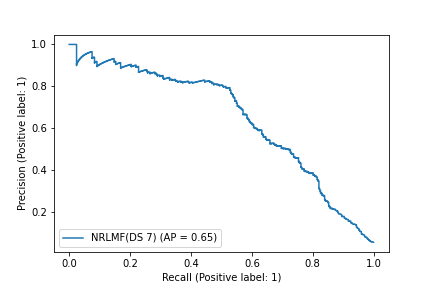 1.0
0.8
0.6
0.4
0.2
Precision (Positive label: 1)
NRLMF(DS 7) (AP = 0.65)
0.0 0.2 0.4 0.6 0.8 1.0
Recall (Positive label: 1)